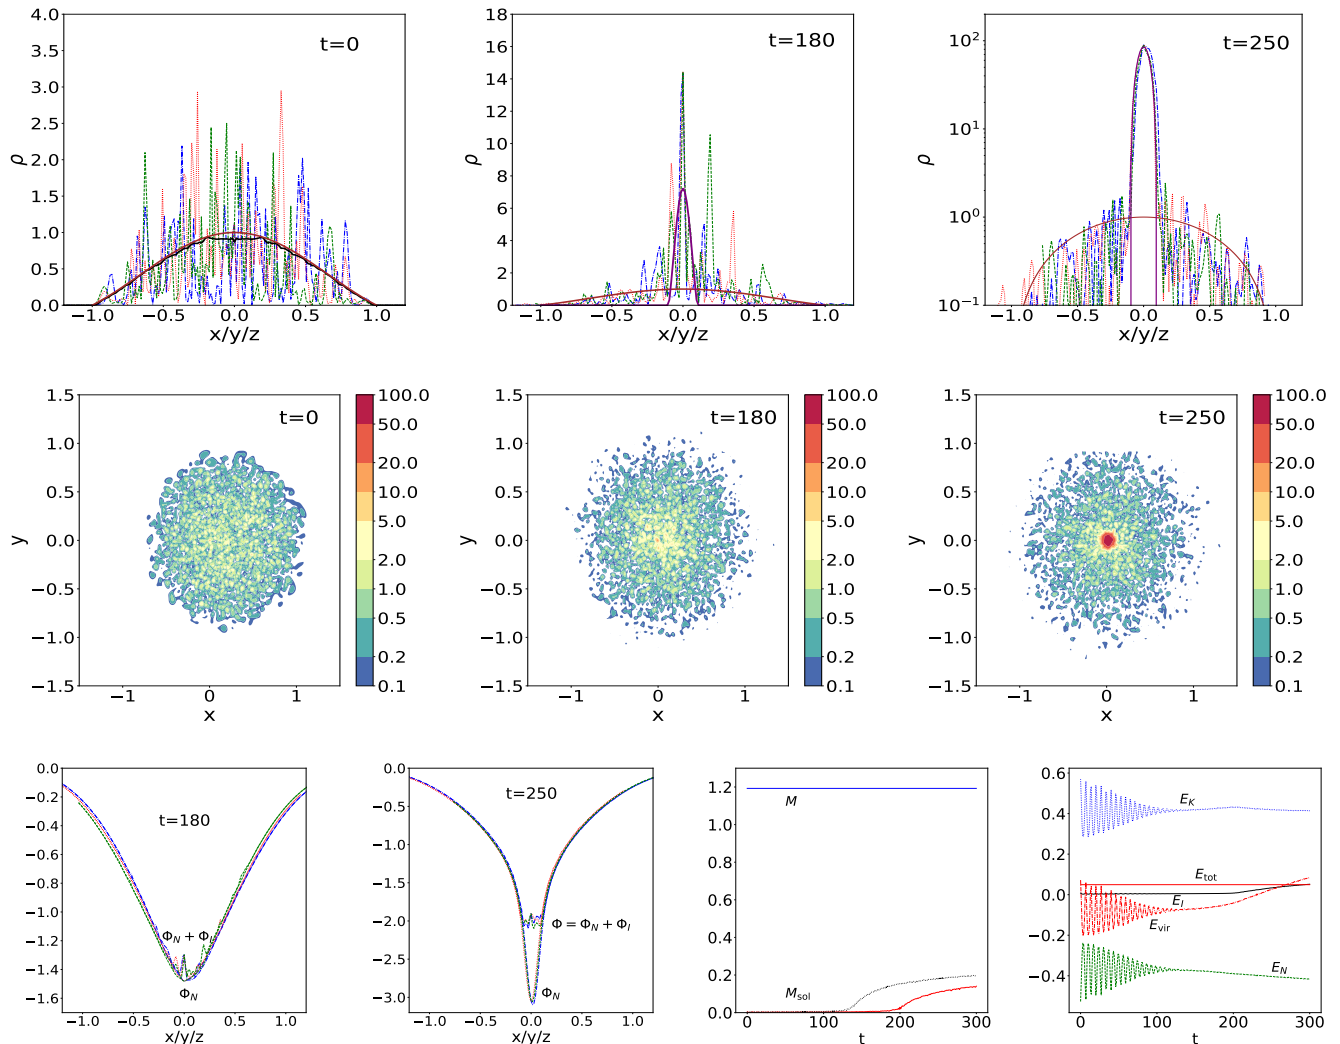 t=0
ρ
4.0
3.5
3.0
2.5
2.0
1.5
1.0
0.5
0.0
−1.0 −0.5 0.0 0.5 1.0
x/y/z
t=180
ρ
18
16
14
12
10
8
6
4
2
0
−1.0 −0.5 0.0 0.5 1.0
x/y/z
t=250
ρ
10²
10¹
10⁰
10⁻¹
−1.0 −0.5 0.0 0.5 1.0
x/y/z
t=0
y
1.5
1.0
0.5
0.0
−0.5
−1.0
−1.5
−1 0 1
x
100.0
50.0
20.0
10.0
5.0
2.0
1.0
0.5
0.2
0.1
t=180
y
1.5
1.0
0.5
0.0
−0.5
−1.0
−1.5
−1 0 1
x
100.0
50.0
20.0
10.0
5.0
2.0
1.0
0.5
0.2
0.1
t=250
y
1.5
1.0
0.5
0.0
−0.5
−1.0
−1.5
−1 0 1
x
100.0
50.0
20.0
10.0
5.0
2.0
1.0
0.5
0.2
0.1
0.0
−0.2
−0.4
−0.6
−0.8
−1.0
−1.2
−1.4
−1.6
t=180
Φ_N + Φ_I
Φ_N
−1.0 −0.5 0.0 0.5 1.0
x/y/z
0.0
−0.5
−1.0
−1.5
−2.0
−2.5
−3.0
t=250
Φ = Φ_N + Φ_I
Φ_N
−1.0 −0.5 0.0 0.5 1.0
x/y/z
1.2
1.0
0.8
0.6
0.4
0.2
0.0
M
M_sol
0 100 200 300
t
0.6
0.4
0.2
0.0
−0.2
−0.4
E_K
E_tot
E_I
E_vir
E_N
0 100 200 300
t